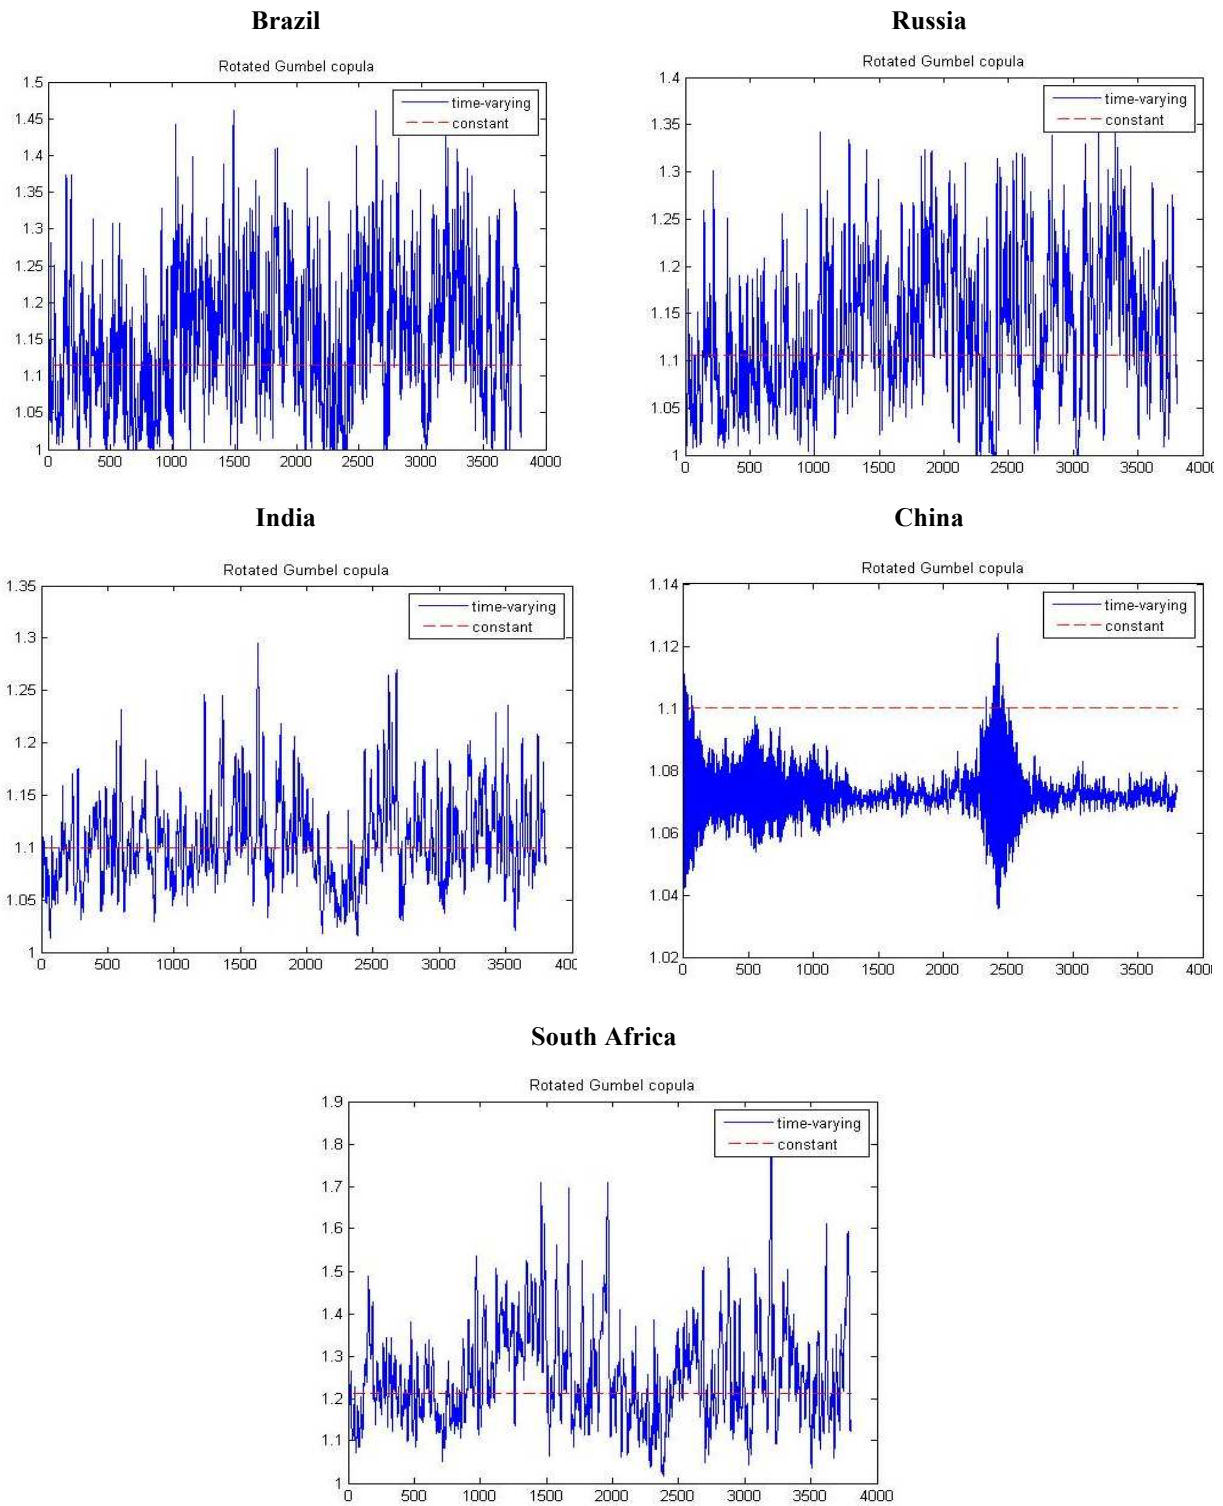 Brazil
Rotated Gumbel copula
time-varying
constant
1.5
1.45
1.4
1.35
1.3
1.25
1.2
1.15
1.1
1.05
1
0 500 1000 1500 2000 2500 3000 3500 4000
Russia
Rotated Gumbel copula
time-varying
constant
1.4
1.35
1.3
1.25
1.2
1.15
1.1
1.05
1
0 500 1000 1500 2000 2500 3000 3500 4000
India
Rotated Gumbel copula
time-varying
constant
1.35
1.3
1.25
1.2
1.15
1.1
1.05
1
0 500 1000 1500 2000 2500 3000 3500 400
China
Rotated Gumbel copula
time-varying
constant
1.14
1.12
1.1
1.08
1.06
1.04
1.02
0 500 1000 1500 2000 2500 3000 3500 4000
South Africa
Rotated Gumbel copula
time-varying
constant
1.9
1.8
1.7
1.6
1.5
1.4
1.3
1.2
1.1
1
0 500 1000 1500 2000 2500 3000 3500 4000